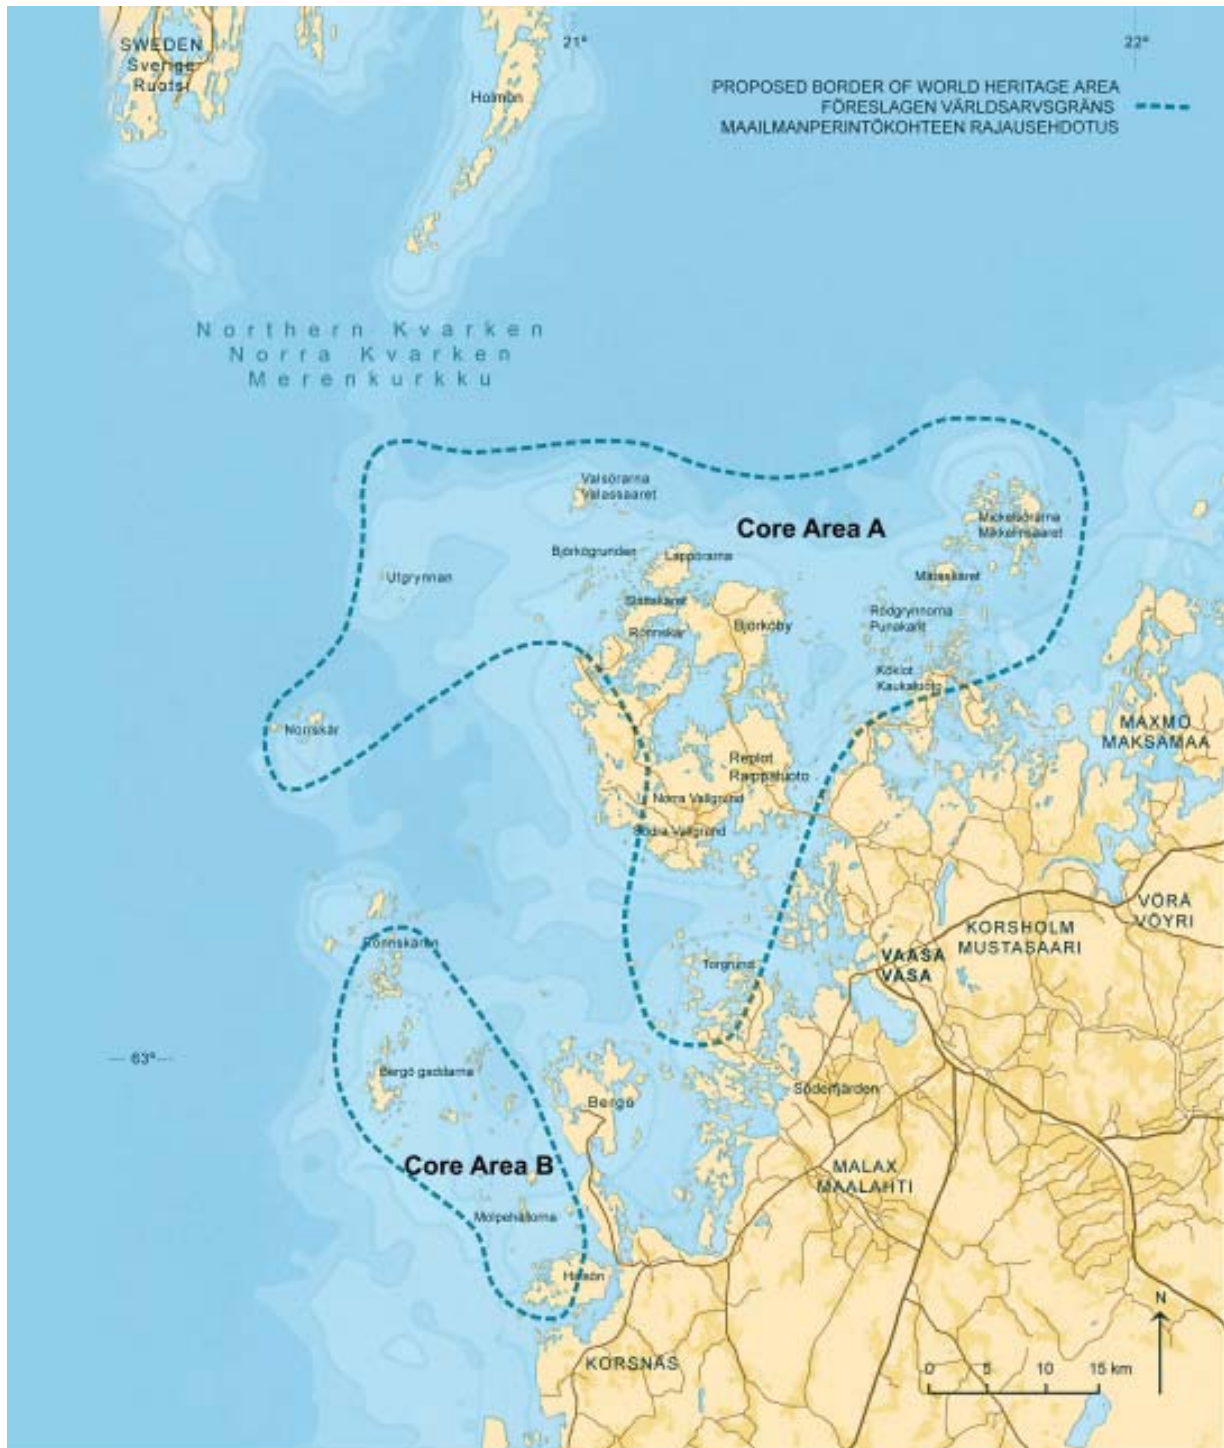 21°
22°
SWEDEN
Sverige
Ruotsi
Holmön
PROPOSED BORDER OF WORLD HERITAGE AREA
FÖRESLAGEN VÄRLDSARVSGRÄNS
MAAILMANPERINTÖKOHTEEN RAJAUSEHDOTUS
Northern Kvarken
Norra Kvarken
Merenkurkku
Valsörarna
Valassaaret
Core Area A
Mickelsörarna
Mikkelinsaaret
Björkögrunden
Lappörarna
Utgrynnan
Slåttskäret
Rönnskär
Björköby
Rödgrynnorna
Punakarit
Köklot
Kaukaluoto
Norrskär
MAXMO
MAKSAMAA
Replot
Raippaluoto
Norra Vallgrund
Södra Vallgrund
VÖRÅ
VÖYRI
KORSHOLM
MUSTASAARI
Rönnskären
VAASA
VASA
Torgrund
63°
Bergö gaddarna
Bergö
Söderfjärden
Core Area B
MALAX
MAALAHTI
Molpehällorna
Halsön
N
KORSNÄS
0 5 10 15 km